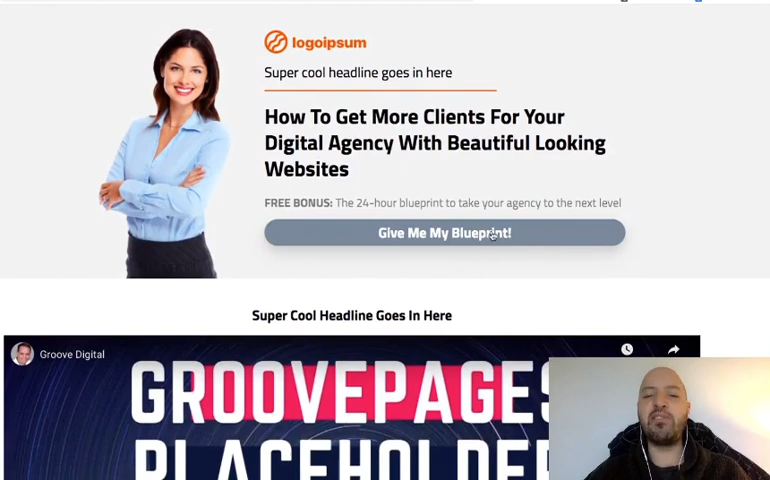 logoipsum
Super cool headline goes in here
How To Get More Clients For Your
Digital Agency With Beautiful Looking
Websites
FREE BONUS: The 24-hour blueprint to take your agency to the next level
Give Me My Blueprint!
Super Cool Headline Goes In Here
Groove Digital
GROOVEPAGES
PLACEHOLDER